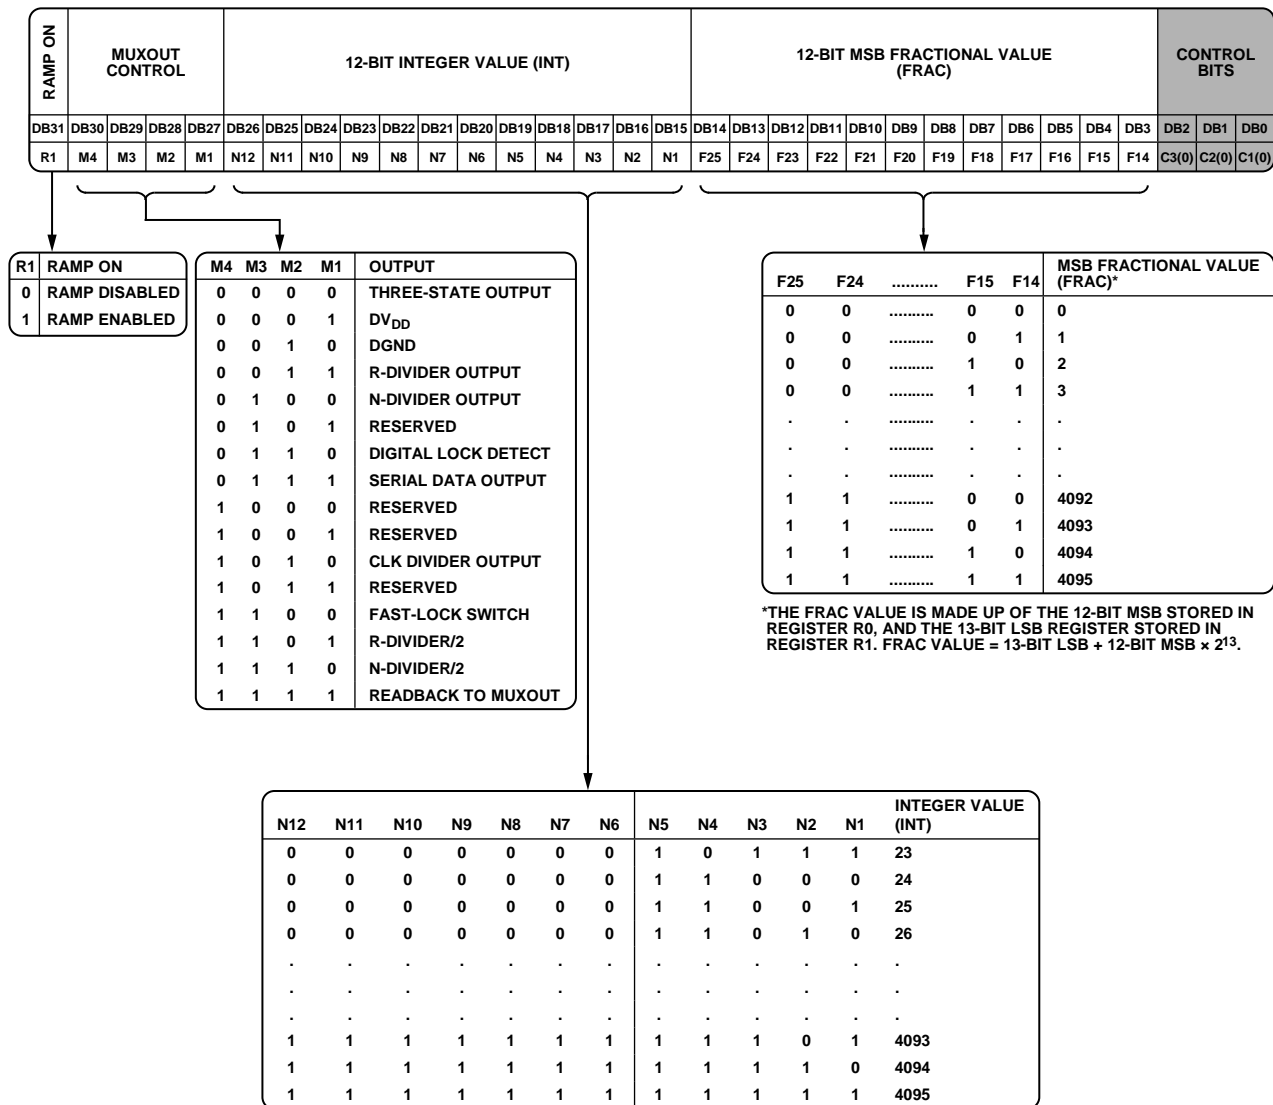 RAMP ON
MUXOUT
CONTROL
12-BIT INTEGER VALUE (INT)
12-BIT MSB FRACTIONAL VALUE
(FRAC)
CONTROL
BITS
DB31 DB30 DB29 DB28 DB27 DB26 DB25 DB24 DB23 DB22 DB21 DB20 DB19 DB18 DB17 DB16 DB15 DB14 DB13 DB12 DB11 DB10 DB9 DB8 DB7 DB6 DB5 DB4 DB3 DB2 DB1 DB0
R1 M4 M3 M2 M1 N12 N11 N10 N9 N8 N7 N6 N5 N4 N3 N2 N1 F25 F24 F23 F22 F21 F20 F19 F18 F17 F16 F15 F14 C3(0) C2(0) C1(0)
R1 RAMP ON
0 RAMP DISABLED
1 RAMP ENABLED
M4 M3 M2 M1 OUTPUT
0 0 0 0 THREE-STATE OUTPUT
0 0 0 1 DVDD
0 0 1 0 DGND
0 0 1 1 R-DIVIDER OUTPUT
0 1 0 0 N-DIVIDER OUTPUT
0 1 0 1 RESERVED
0 1 1 0 DIGITAL LOCK DETECT
0 1 1 1 SERIAL DATA OUTPUT
1 0 0 0 RESERVED
1 0 0 1 RESERVED
1 0 1 0 CLK DIVIDER OUTPUT
1 0 1 1 RESERVED
1 1 0 0 FAST-LOCK SWITCH
1 1 0 1 R-DIVIDER/2
1 1 1 0 N-DIVIDER/2
1 1 1 1 READBACK TO MUXOUT
F25 F24 .......... F15 F14 MSB FRACTIONAL VALUE
(FRAC)*
0 0 .......... 0 0 0
0 0 .......... 0 1 1
0 0 .......... 1 0 2
0 0 .......... 1 1 3
. . .......... . . .
. . .......... . . .
. . .......... . . .
1 1 .......... 0 0 4092
1 1 .......... 0 1 4093
1 1 .......... 1 0 4094
1 1 .......... 1 1 4095
*THE FRAC VALUE IS MADE UP OF THE 12-BIT MSB STORED IN
REGISTER R0, AND THE 13-BIT LSB REGISTER STORED IN
REGISTER R1. FRAC VALUE = 13-BIT LSB + 12-BIT MSB × 2¹³.
N12 N11 N10 N9 N8 N7 N6 N5 N4 N3 N2 N1 INTEGER VALUE
(INT)
0 0 0 0 0 0 0 1 0 1 1 1 23
0 0 0 0 0 0 0 1 1 0 0 0 24
0 0 0 0 0 0 0 1 1 0 0 1 25
0 0 0 0 0 0 0 1 1 0 1 0 26
. . . . . . . . . . . . .
. . . . . . . . . . . . .
. . . . . . . . . . . . .
1 1 1 1 1 1 1 1 1 1 0 1 4093
1 1 1 1 1 1 1 1 1 1 1 0 4094
1 1 1 1 1 1 1 1 1 1 1 1 4095